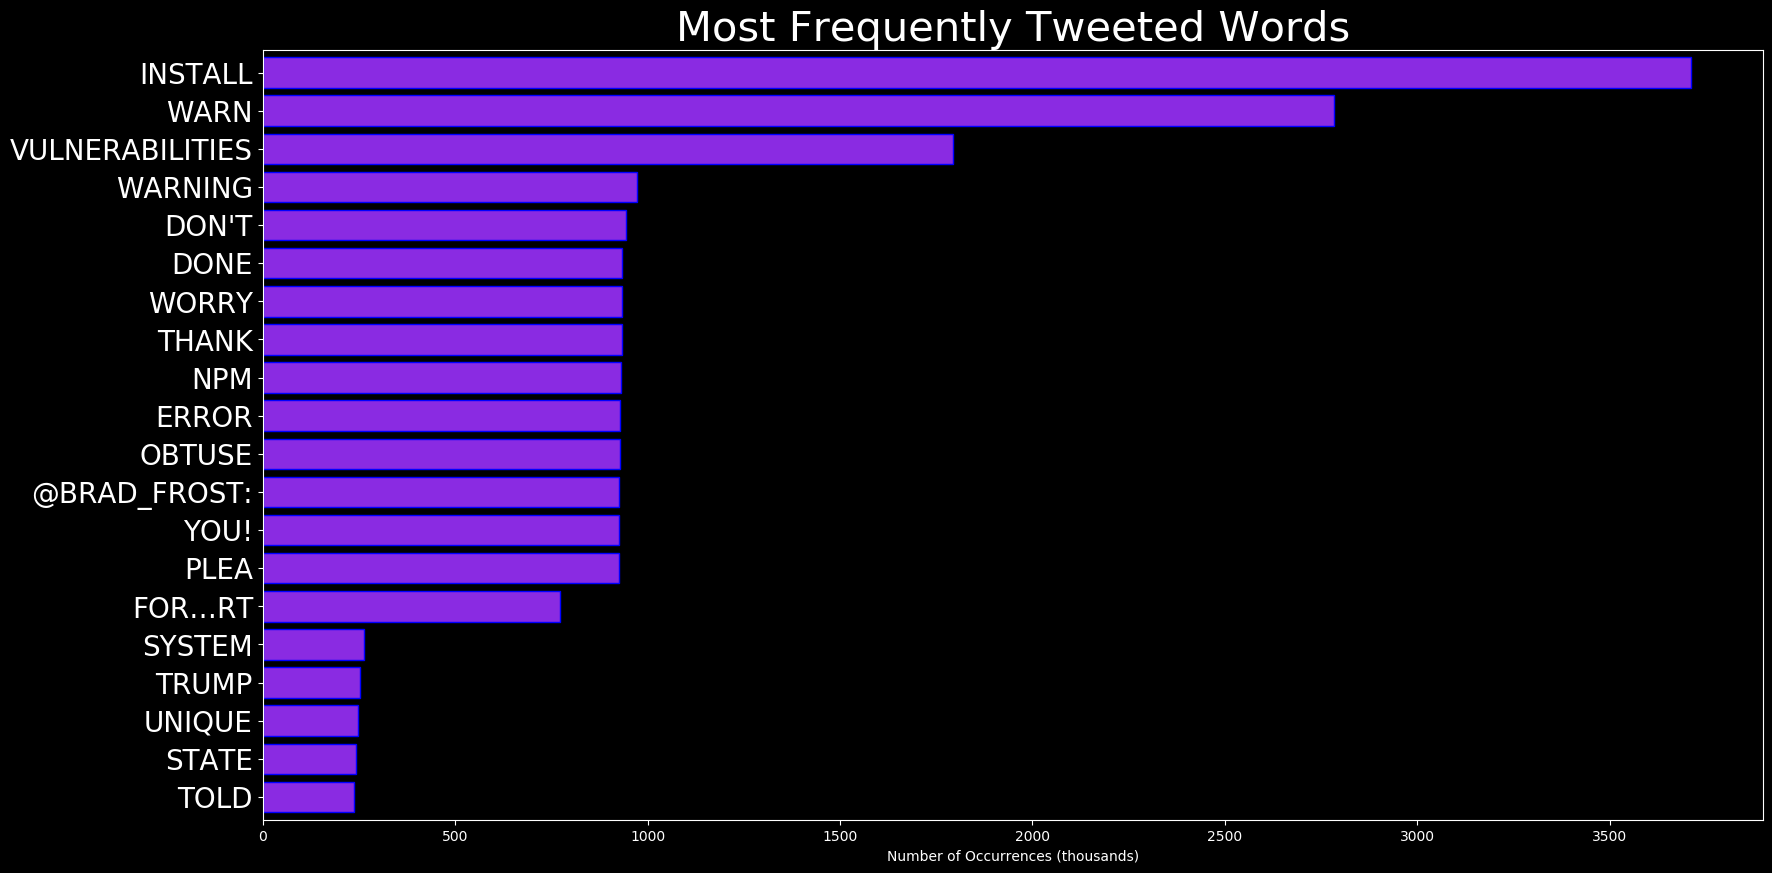 Most Frequently Tweeted Words
INSTALL
WARN
VULNERABILITIES
WARNING
DON'T
DONE
WORRY
THANK
NPM
ERROR
OBTUSE
@BRAD_FROST:
YOU!
PLEA
FOR…RT
SYSTEM
TRUMP
UNIQUE
STATE
TOLD
0 500 1000 1500 2000 2500 3000 3500
Number of Occurrences (thousands)